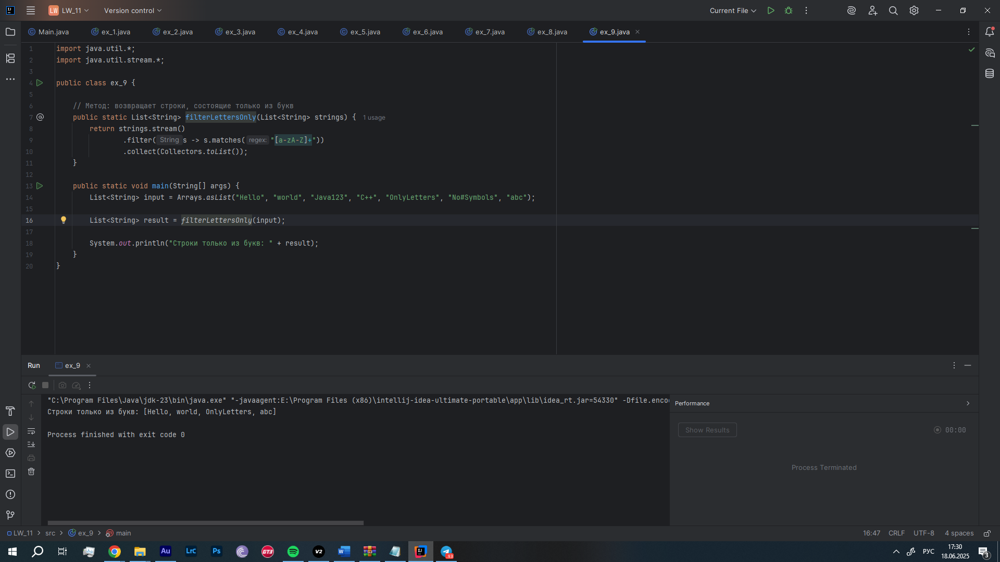 LW LW_11 Version control Current File
Main.java ex_1.java ex_2.java ex_3.java ex_4.java ex_5.java ex_6.java ex_7.java ex_8.java ex_9.java
1 import java.util.*;
2 import java.util.stream.*;
3
4 public class ex_9 {
5
6 // Метод: возвращает строки, состоящие только из букв
7 public static List<String> filterLettersOnly(List<String> strings) { 1 usage
8 return strings.stream()
9 .filter( String s -> s.matches( regex: "[a-zA-Z]+"))
10 .collect(Collectors.toList());
11 }
12
13 public static void main(String[] args) {
14 List<String> input = Arrays.asList("Hello", "world", "Java123", "C++", "OnlyLetters", "No#Symbols", "abc");
15
16 List<String> result = filterLettersOnly(input);
17
18 System.out.println("Строки только из букв: " + result);
19 }
20 }
Run ex_9
"C:\Program Files\Java\jdk-23\bin\java.exe" "-javaagent:E:\Program Files (x86)\intellij-idea-ultimate-portable\app\lib\idea_rt.jar=54330" -Dfile.enco
Строки только из букв: [Hello, world, OnlyLetters, abc]
Process finished with exit code 0
Performance
Show Results 00:00
Process Terminated
LW_11 src ex_9 main 16:47 CRLF UTF-8 4 spaces
Au LrC Ps GT3 V2 W IJ .93 РУС 17:30
18.06.2025 3